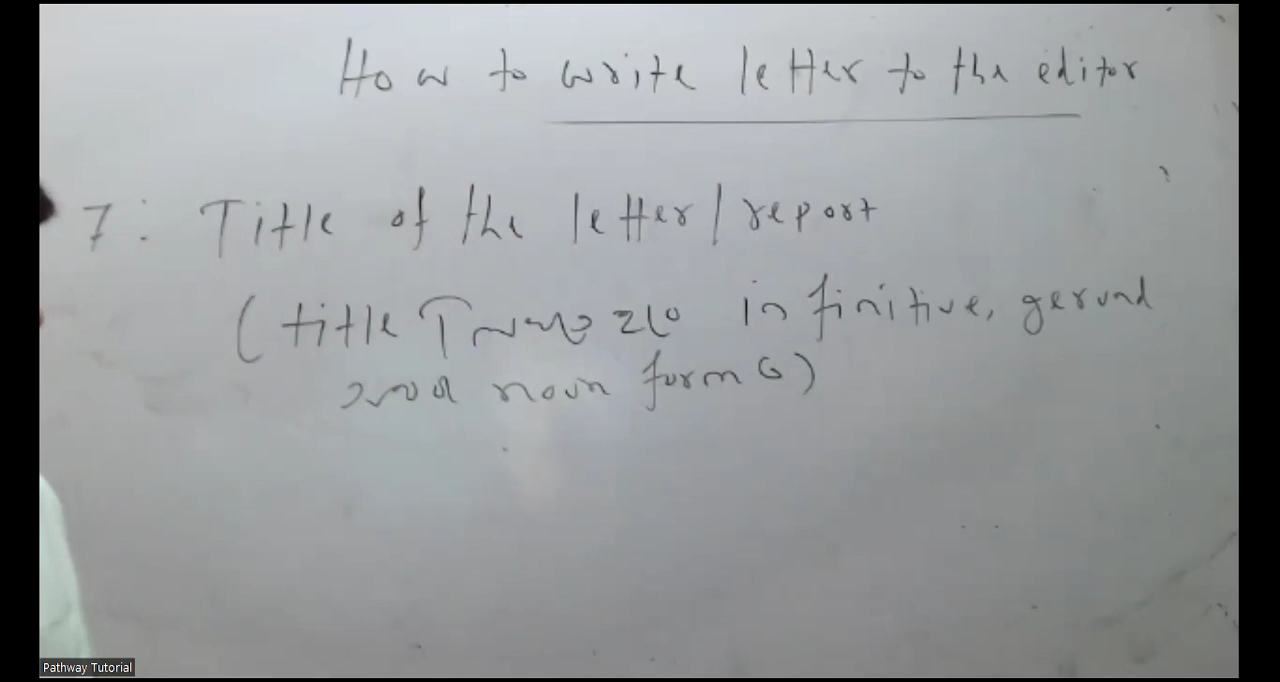 How to write letter to the editor
7: Title of the letter/report
(title infinitive, gerund
noun form এ)
Pathway Tutorial